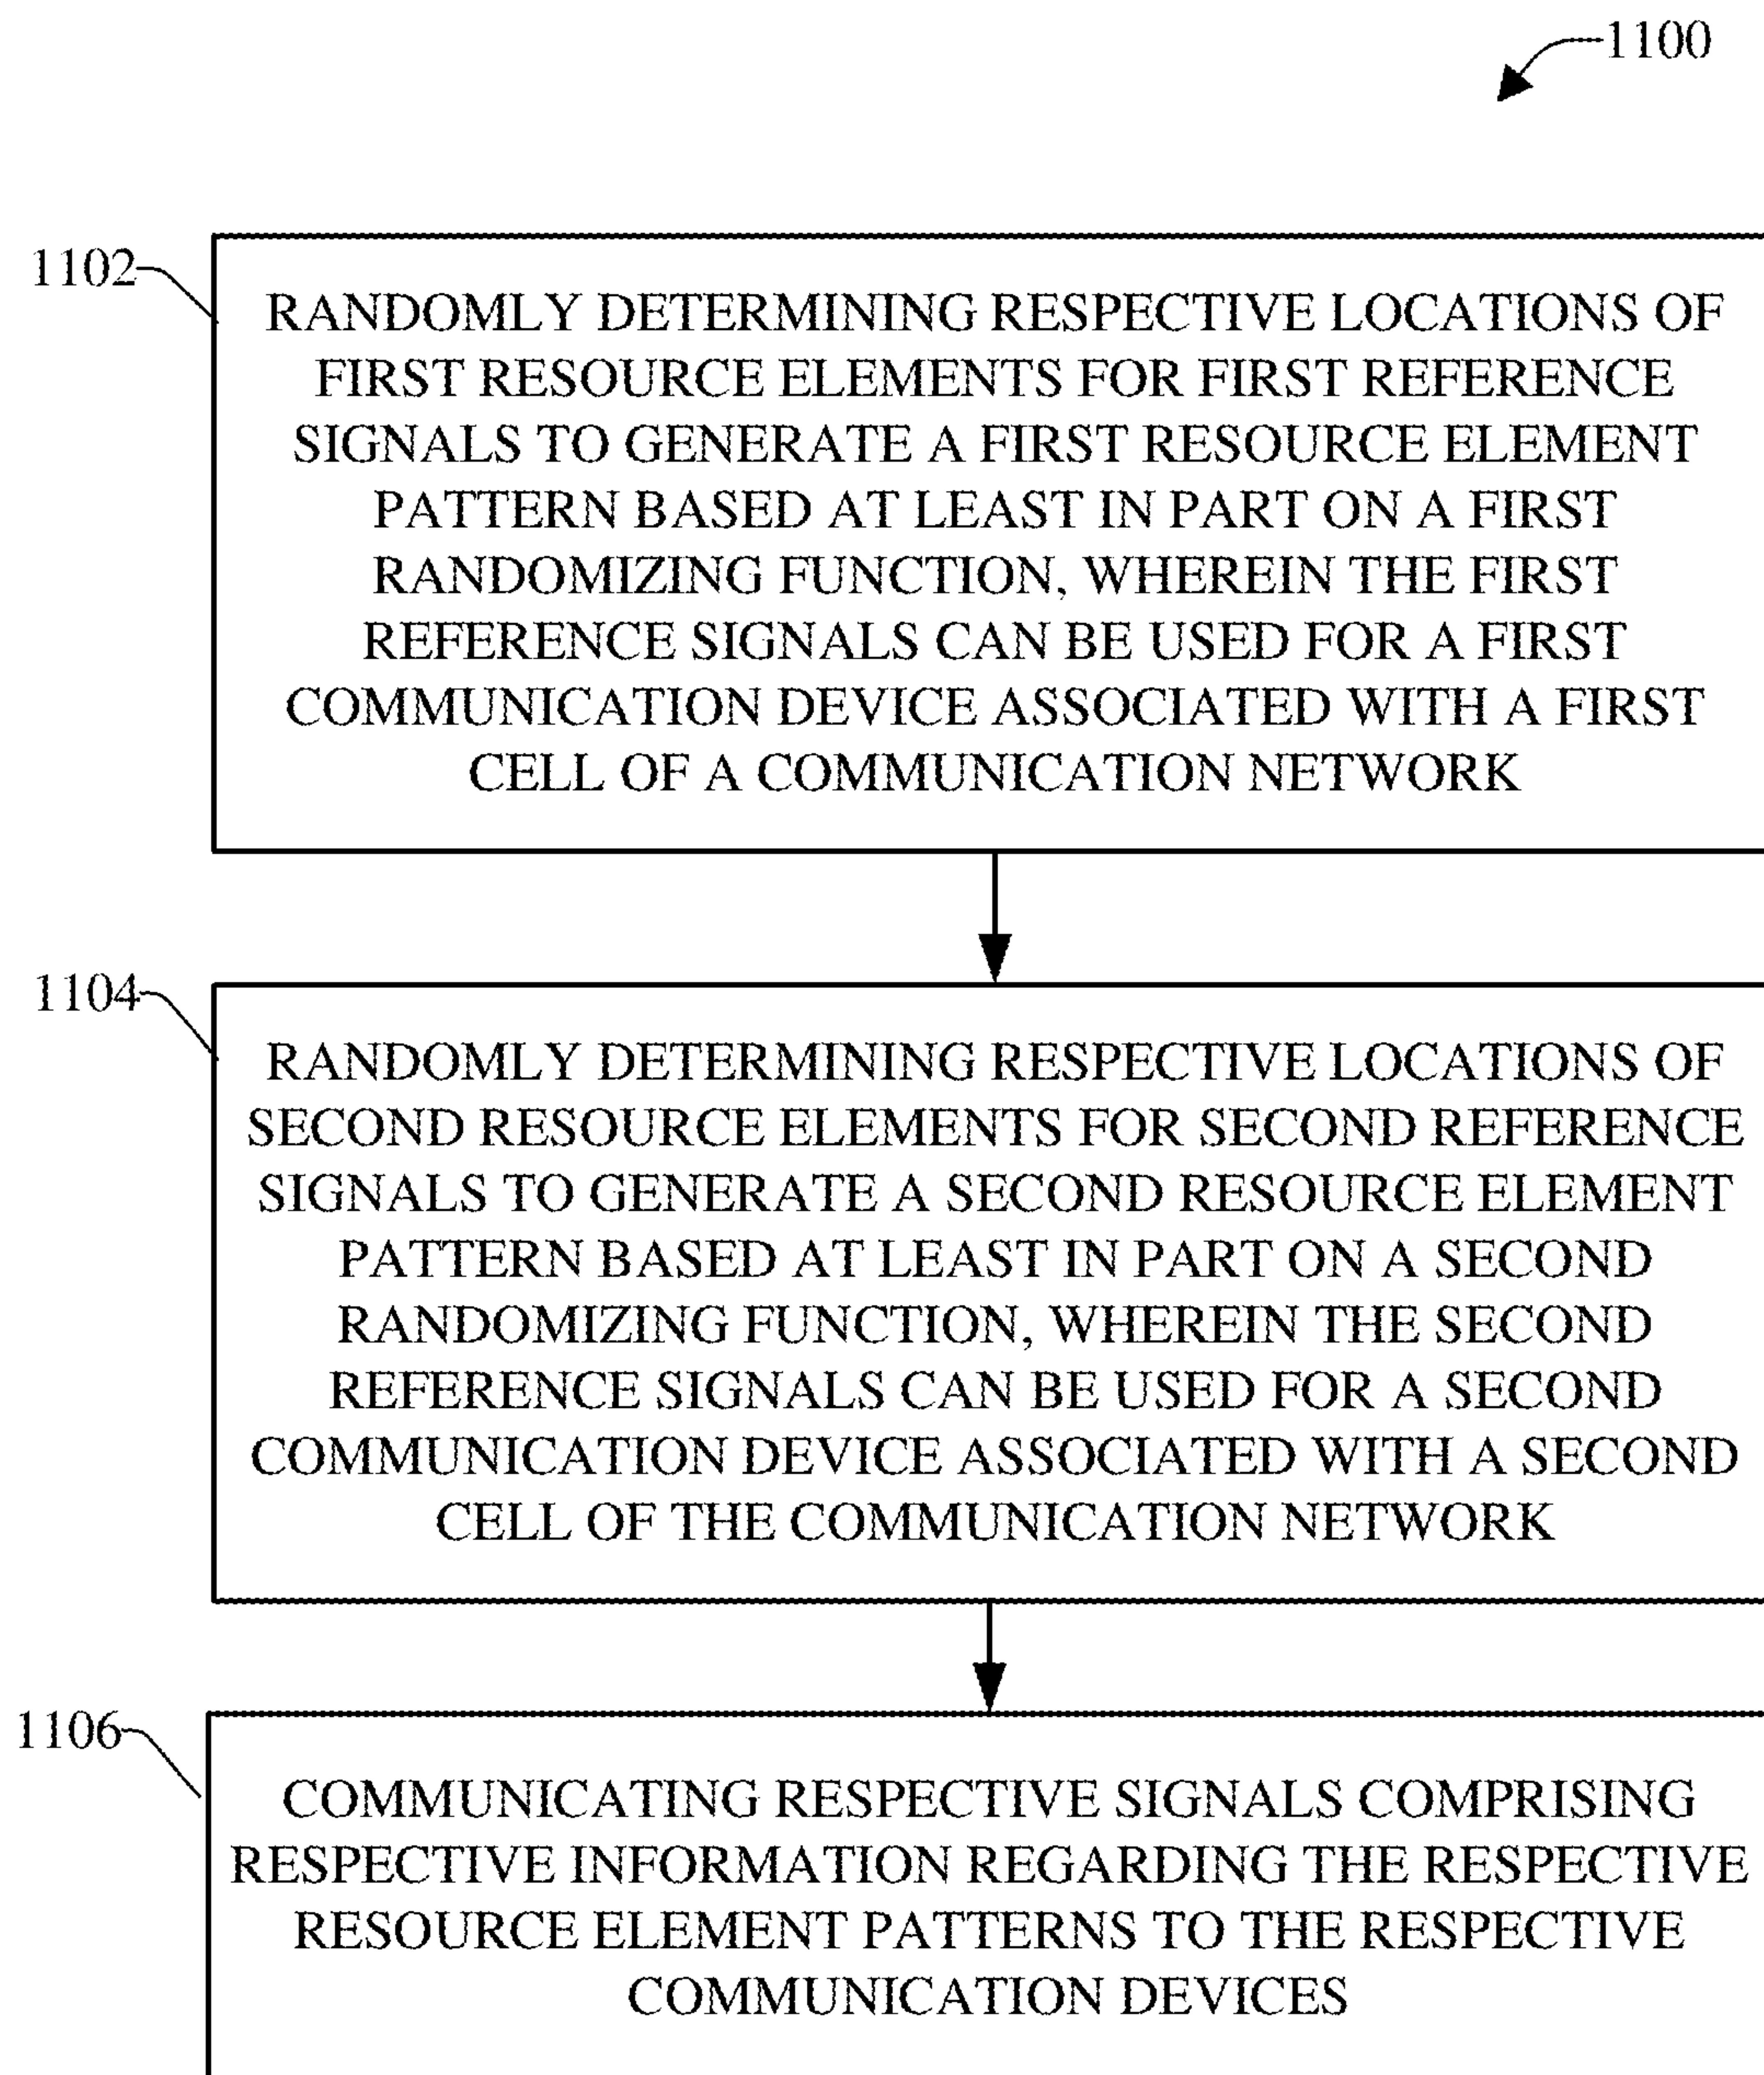 1100
1102
RANDOMLY DETERMINING RESPECTIVE LOCATIONS OF
FIRST RESOURCE ELEMENTS FOR FIRST REFERENCE
SIGNALS TO GENERATE A FIRST RESOURCE ELEMENT
PATTERN BASED AT LEAST IN PART ON A FIRST
RANDOMIZING FUNCTION, WHEREIN THE FIRST
REFERENCE SIGNALS CAN BE USED FOR A FIRST
COMMUNICATION DEVICE ASSOCIATED WITH A FIRST
CELL OF A COMMUNICATION NETWORK
1104
RANDOMLY DETERMINING RESPECTIVE LOCATIONS OF
SECOND RESOURCE ELEMENTS FOR SECOND REFERENCE
SIGNALS TO GENERATE A SECOND RESOURCE ELEMENT
PATTERN BASED AT LEAST IN PART ON A SECOND
RANDOMIZING FUNCTION, WHEREIN THE SECOND
REFERENCE SIGNALS CAN BE USED FOR A SECOND
COMMUNICATION DEVICE ASSOCIATED WITH A SECOND
CELL OF THE COMMUNICATION NETWORK
1106
COMMUNICATING RESPECTIVE SIGNALS COMPRISING
RESPECTIVE INFORMATION REGARDING THE RESPECTIVE
RESOURCE ELEMENT PATTERNS TO THE RESPECTIVE
COMMUNICATION DEVICES